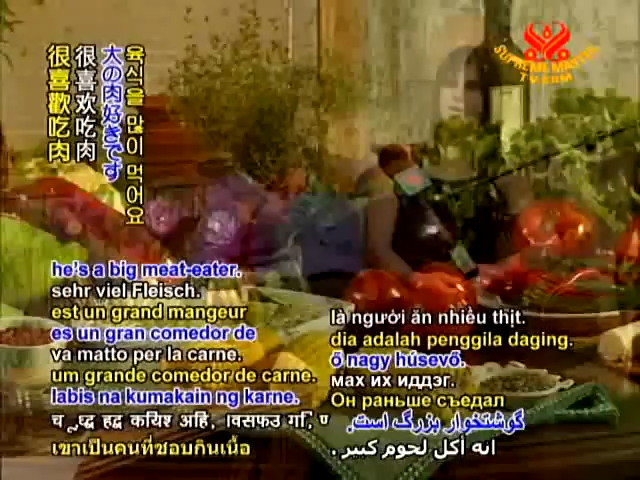 SUPREME MASTER
TV.COM
很喜歡吃肉
很喜欢吃肉
大の肉好きです
육식을 많이 먹어요
he's a big meat-eater.
sehr viel Fleisch.
est un grand mangeur
es un gran comedor de
va matto per la carne.
um grande comedor de carne.
labis na kumakain ng karne.
เขาเป็นคนที่ชอบกินเนื้อ
là người ăn nhiều thịt.
dia adalah penggila daging.
ő nagy húsevő.
мах их иддэг.
Он раньше съедал
گوشتخوار بزرگ است.
انه آكل لحوم كبير .